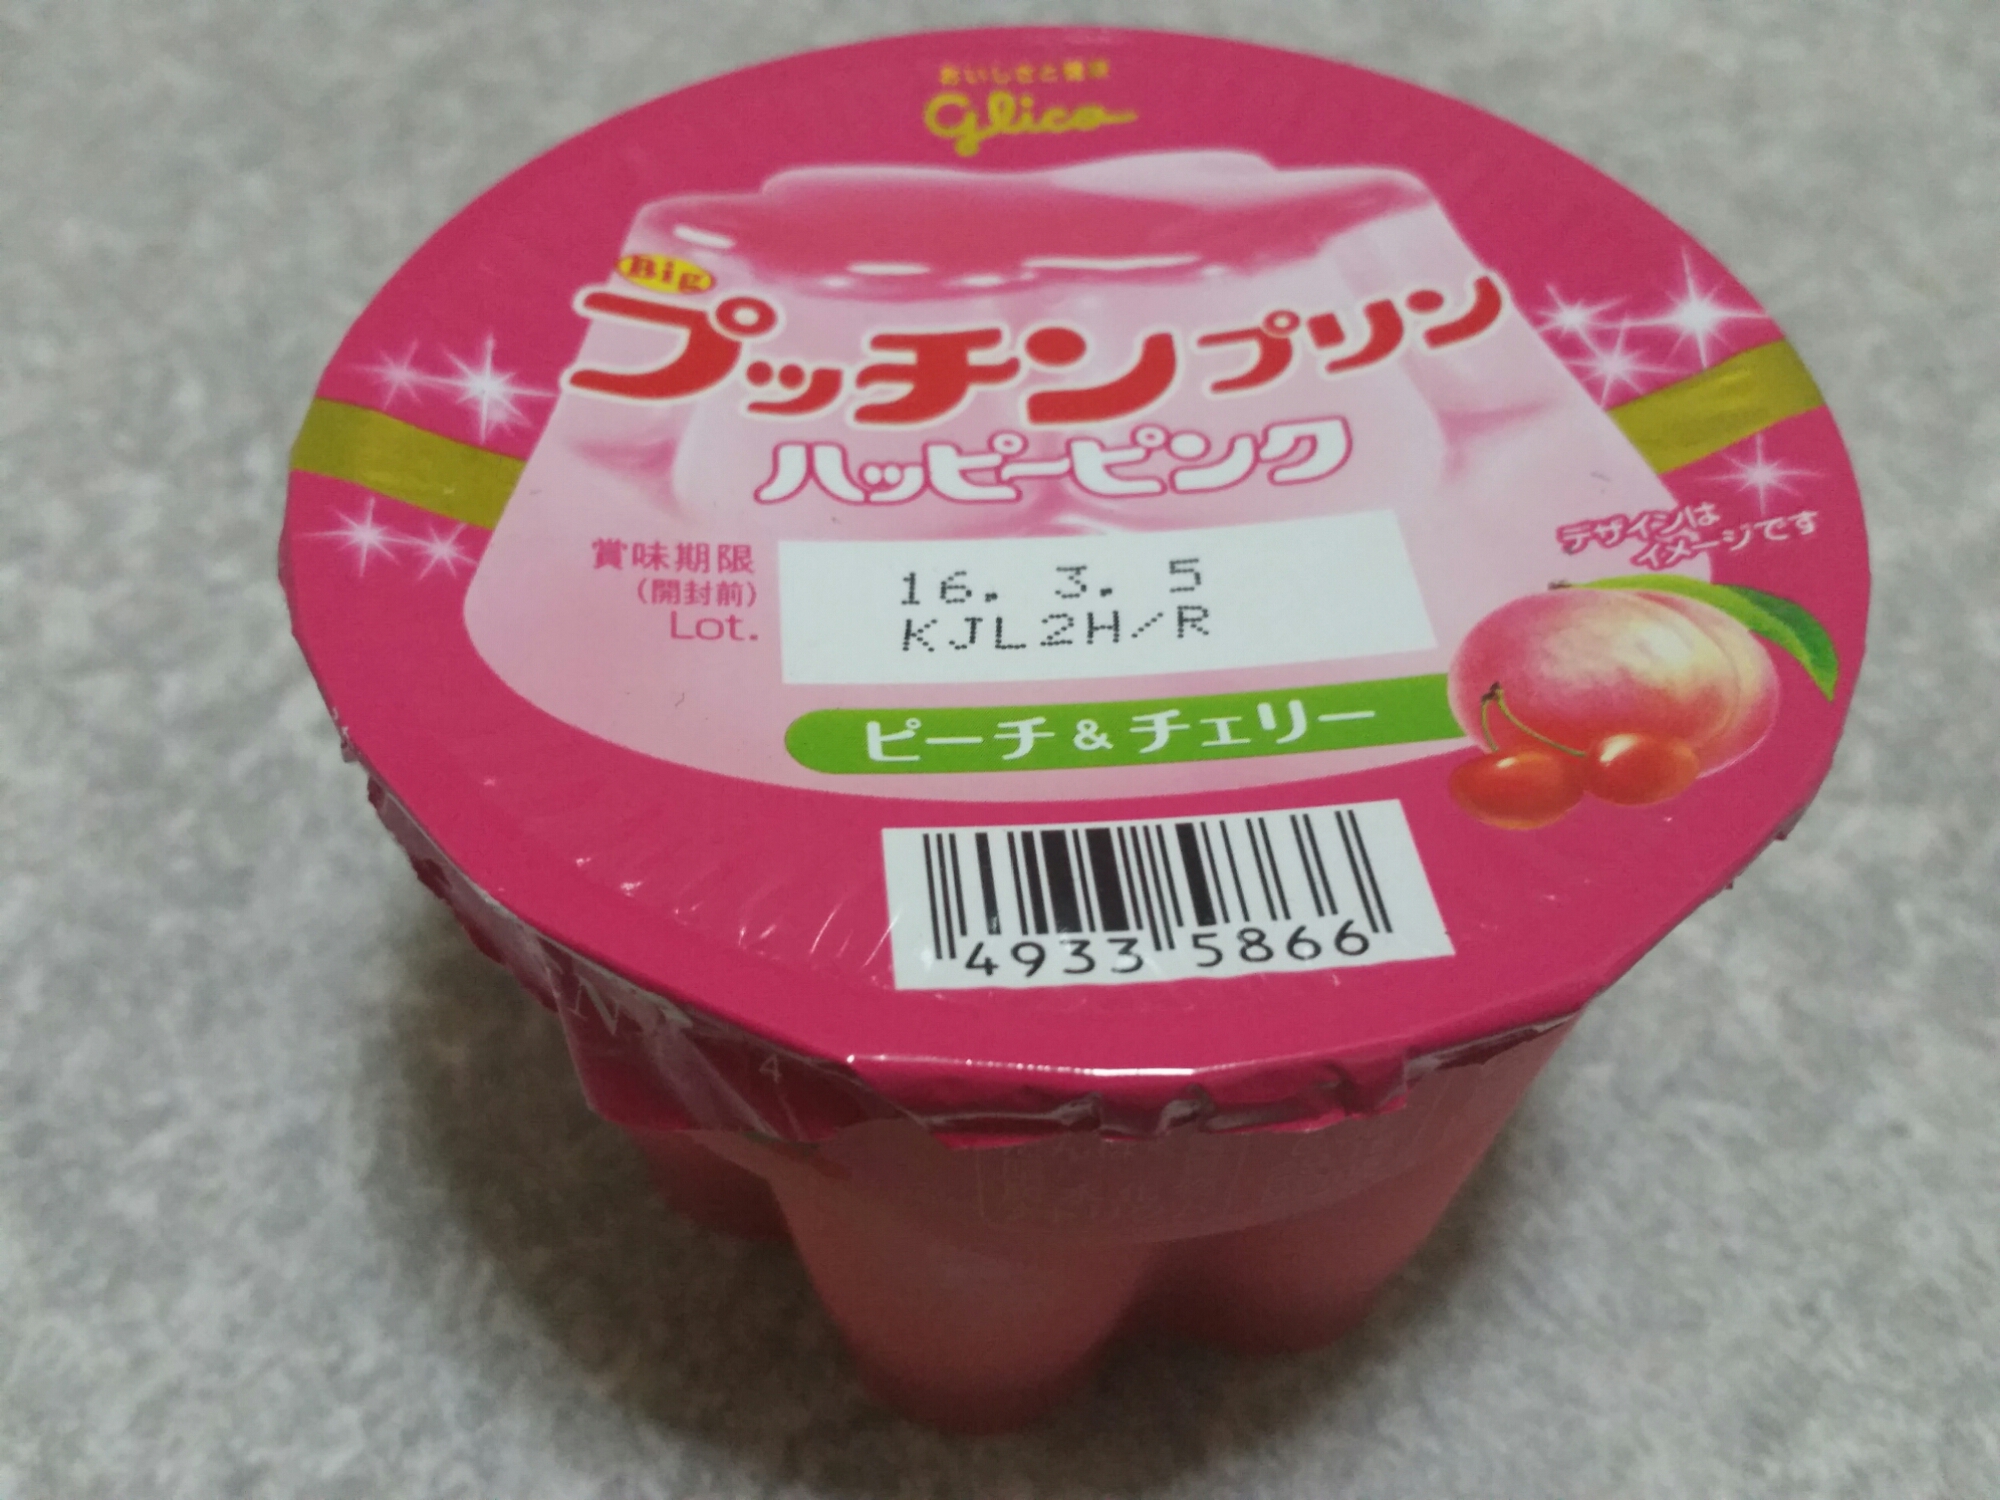 おいしさと健康
Glico
Big
プッチンプリン
ハッピーピンク
賞味期限
(開封前)
Lot.
16. 3. 5
KJL2H/R
デザインは
イメージです
ピーチ&チェリー
4933 5866